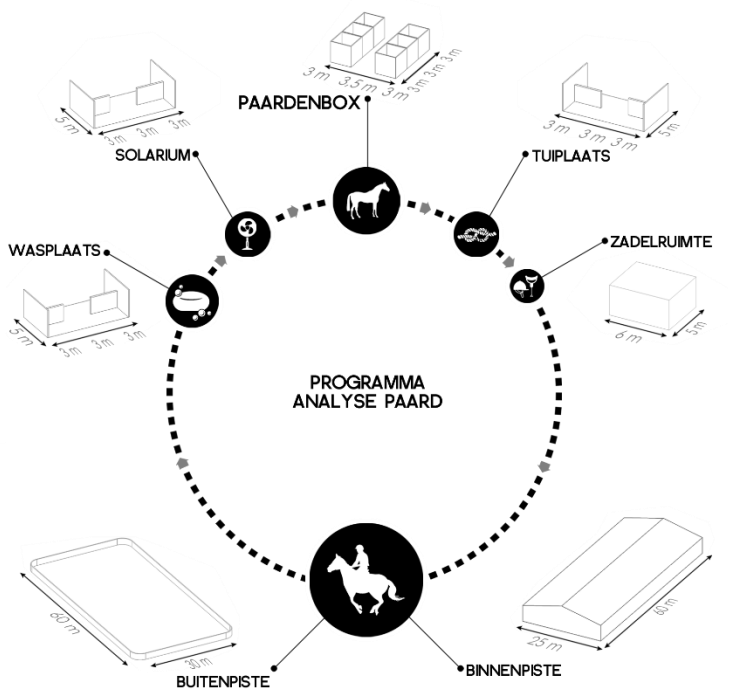 3 m 3.5 m 3 m 3 m 3 m 3 m
PAARDENBOX
5 m 3 m 3 m 3 m
SOLARIUM
3 m 3 m 3 m 5 m
TUIPLAATS
WASPLAATS
5 m 3 m 3 m 3 m
ZADELRUIMTE
6 m 5 m
PROGRAMMA
ANALYSE PAARD
60 m 30 m
BUITENPISTE
25 m 60 m
BINNENPISTE